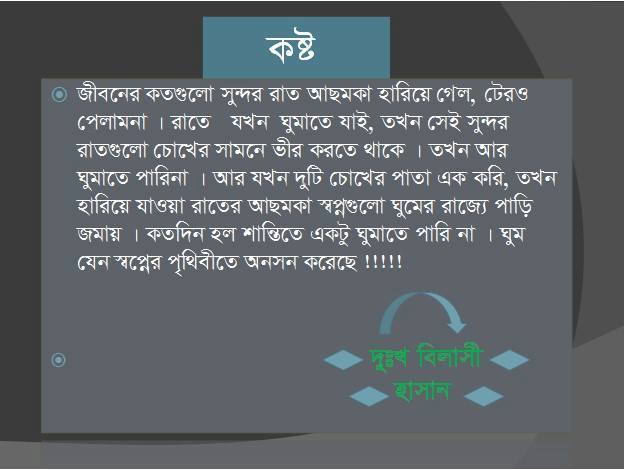 কষ্ট
জীবনের কতগুলো সুন্দর রাত আছমকা হারিয়ে গেল, টেরও
পেলামনা । রাতে যখন ঘুমাতে যাই, তখন সেই সুন্দর
রাতগুলো চোখের সামনে ভীর করতে থাকে । তখন আর
ঘুমাতে পারিনা । আর যখন দুটি চোখের পাতা এক করি, তখন
হারিয়ে যাওয়া রাতের আছমকা স্বপ্নগুলো ঘুমের রাজ্যে পাড়ি
জমায় । কতদিন হল শান্তিতে একটু ঘুমাতে পারি না । ঘুম
যেন স্বপ্নের পৃথিবীতে অনসন করেছে !!!!!
দুঃখ বিলাসী
হাসান